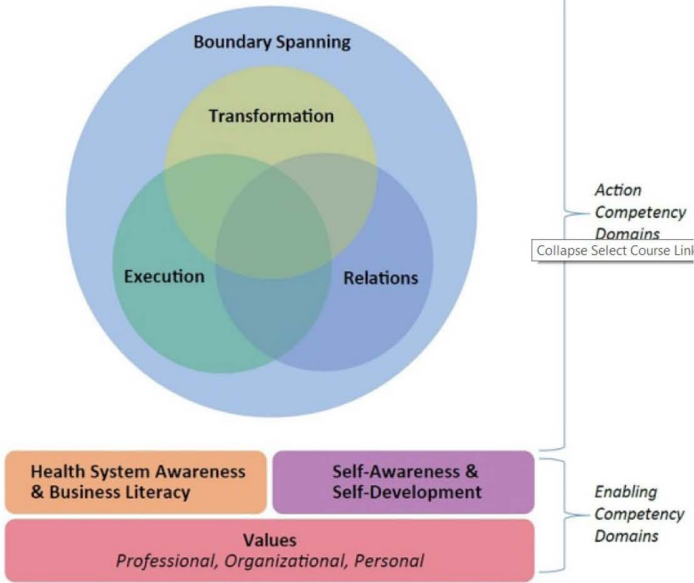 Boundary Spanning
Transformation
Execution
Relations
Action
Competency
Domains
Collapse Select Course Lin
Health System Awareness
& Business Literacy
Self-Awareness &
Self-Development
Values
Professional, Organizational, Personal
Enabling
Competency
Domains